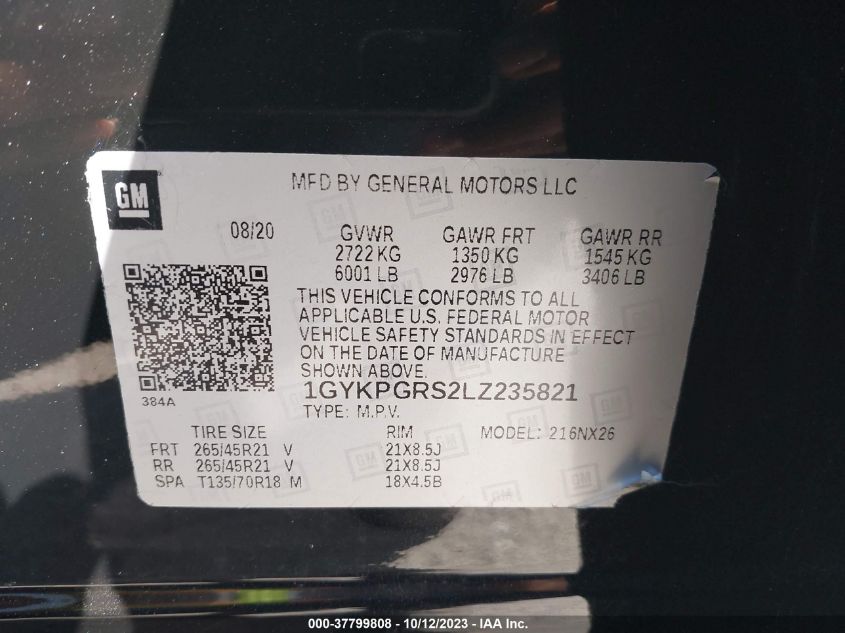 GM
MFD BY GENERAL MOTORS LLC
08/20 GVWR GAWR FRT GAWR RR
2722 KG 1350 KG 1545 KG
6001 LB 2976 LB 3406 LB
THIS VEHICLE CONFORMS TO ALL
APPLICABLE U.S. FEDERAL MOTOR
VEHICLE SAFETY STANDARDS IN EFFECT
ON THE DATE OF MANUFACTURE
SHOWN ABOVE.
384A
1GYKPGRS2LZ235821
TYPE: M.P.V.
TIRE SIZE RIM MODEL: 216NX26
FRT 265/45R21 V 21X8.5J
RR 265/45R21 V 21X8.5J
SPA T135/70R18 M 18X4.5B
000-37799808 - 10/12/2023 - IAA Inc.